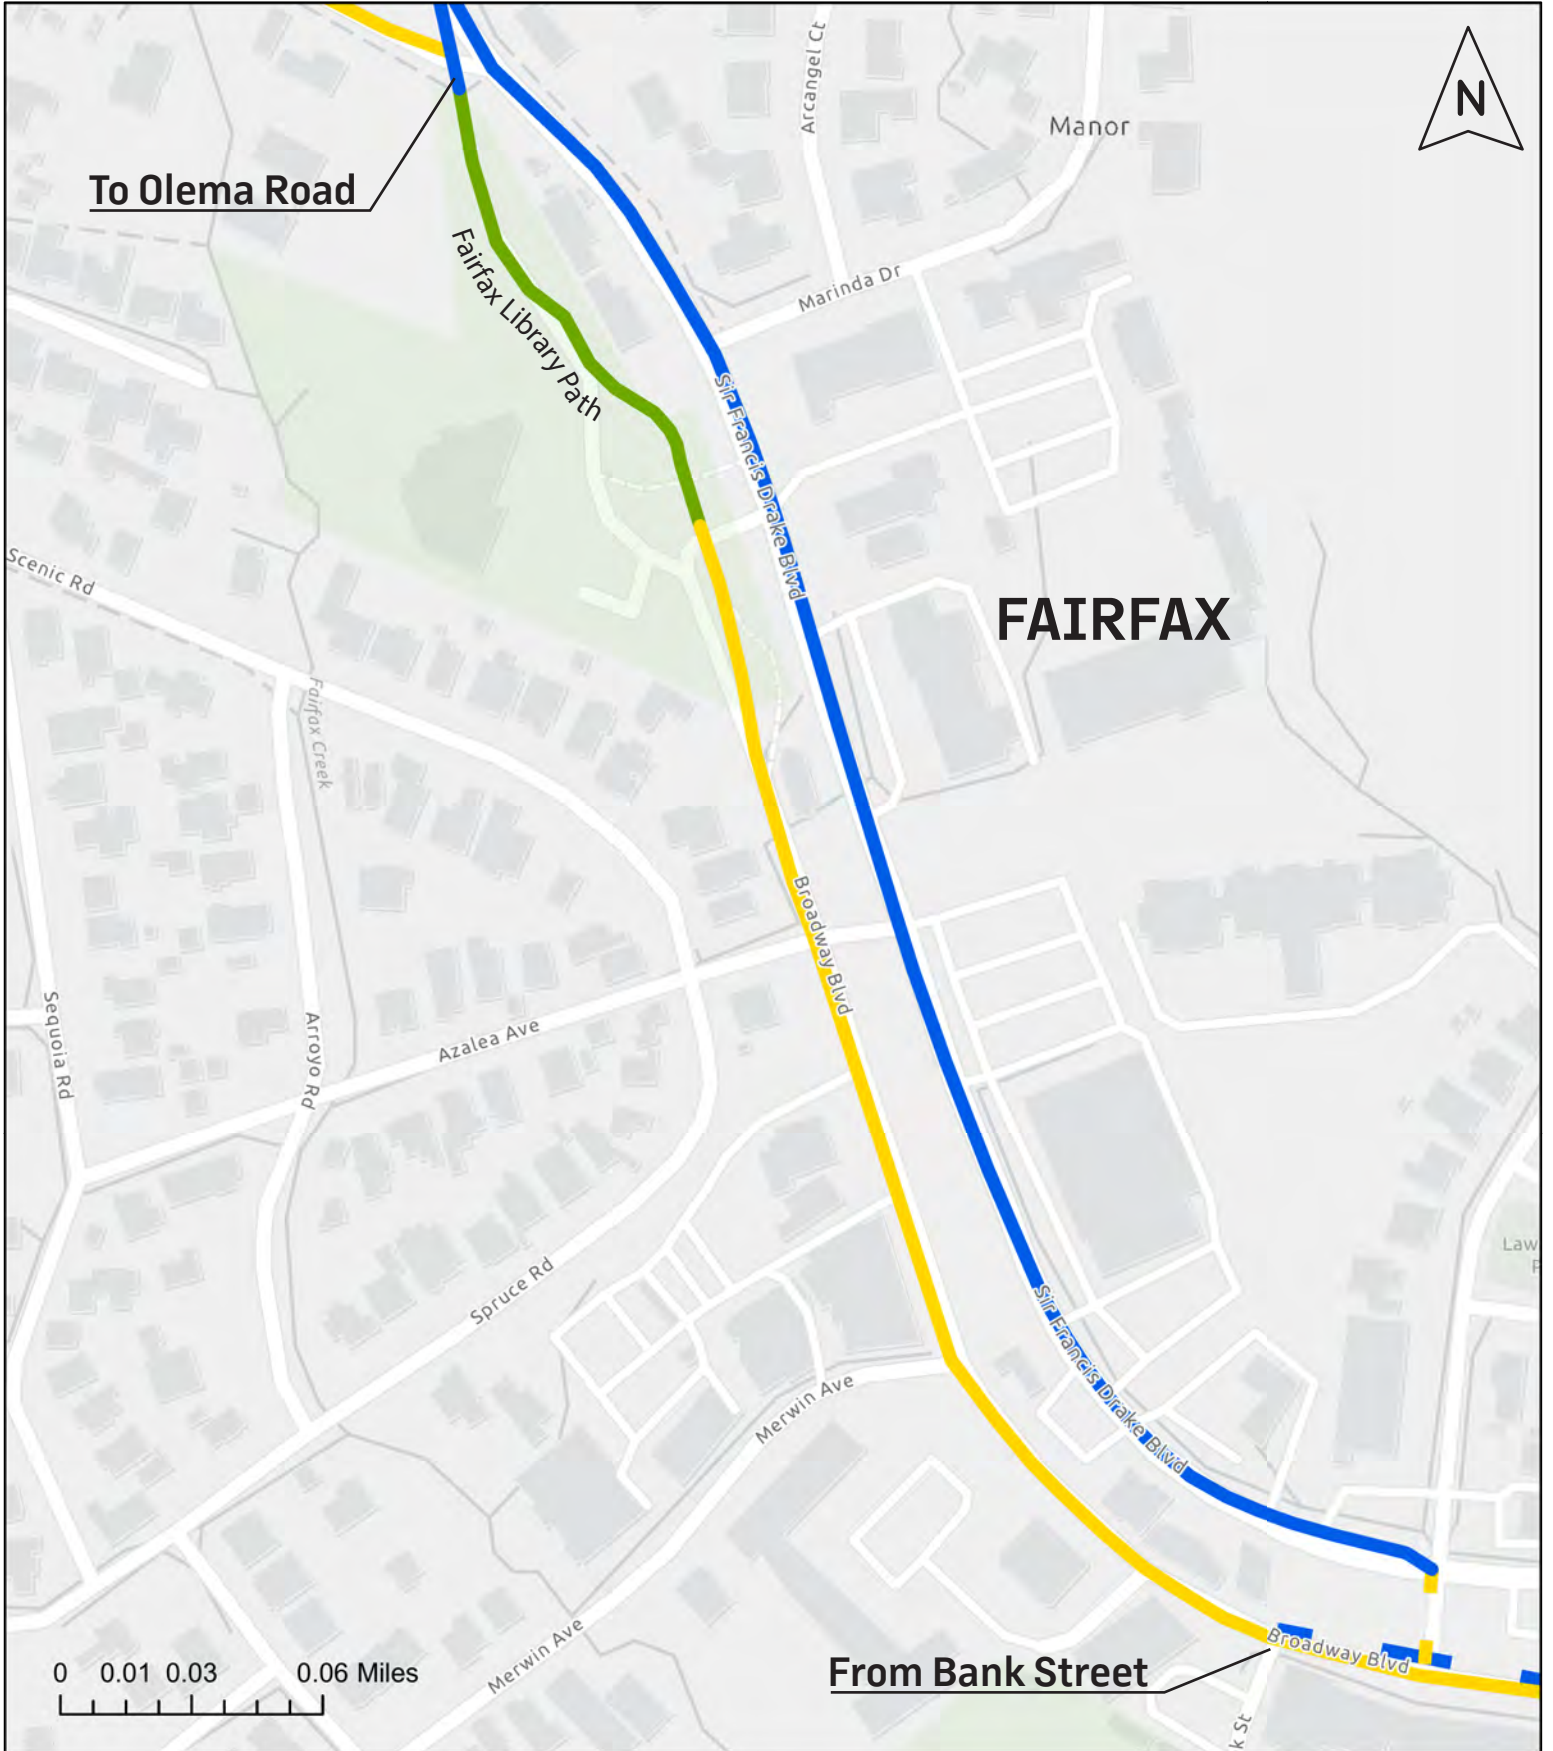 Arcangel Ct
N
Manor
To Olema Road
Fairfax Library Path
Marinda Dr
Sir Francis Drake Blvd
Scenic Rd
FAIRFAX
Fairfax Creek
Broadway Blvd
Sequoia Rd
Arroyo Rd
Azalea Ave
Law
P
Spruce Rd
Sir Francis Drake Blvd
Merwin Ave
Broadway Blvd
Merwin Ave
From Bank Street
0 0.01 0.03 0.06 Miles
k St